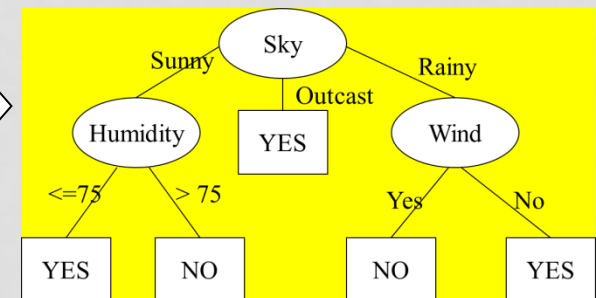 Sky
Sunny
Rainy
Outcast
Humidity
YES
Wind
<=75
> 75
Yes
No
YES
NO
NO
YES